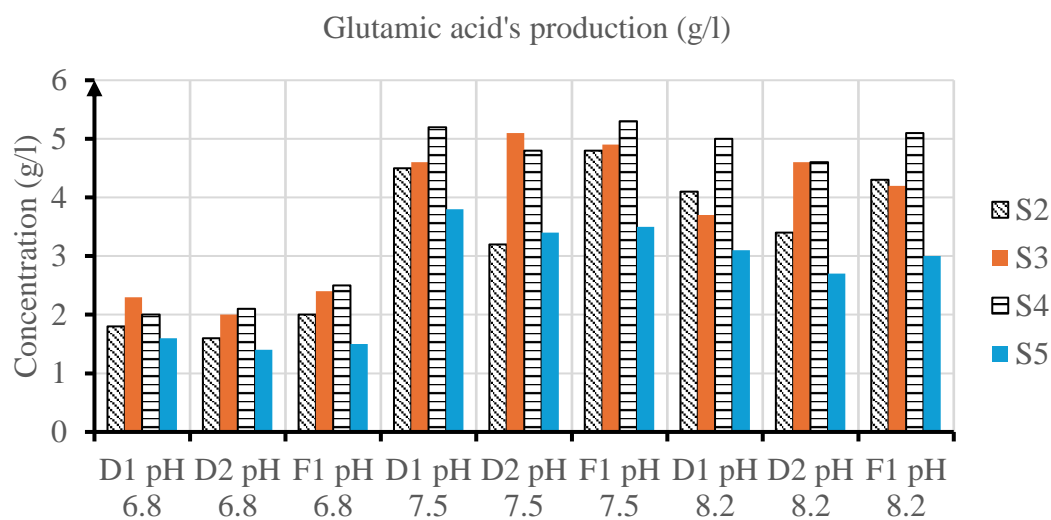 Glutamic acid's production (g/l)
Concentration (g/l)
6
5
4
3
2
1
0
D1 pH 6.8
D2 pH 6.8
F1 pH 6.8
D1 pH 7.5
D2 pH 7.5
F1 pH 7.5
D1 pH 8.2
D2 pH 8.2
F1 pH 8.2
S2
S3
S4
S5